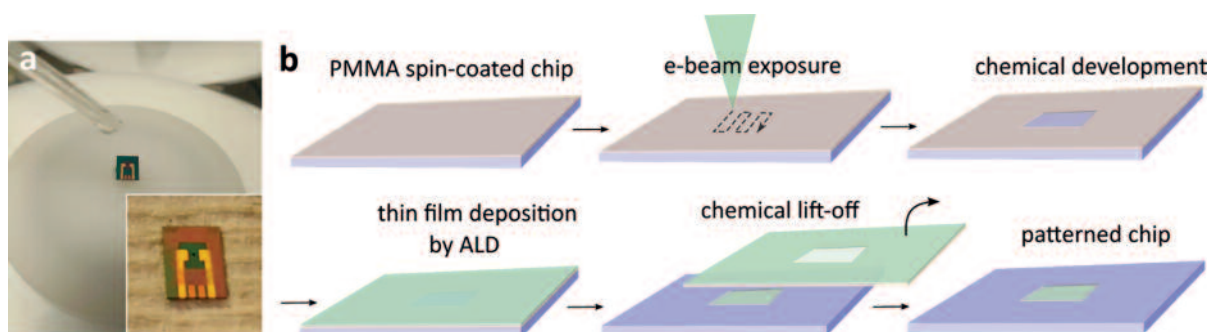 a
b
PMMA spin-coated chip
e-beam exposure
chemical development
thin film deposition
by ALD
chemical lift-off
patterned chip